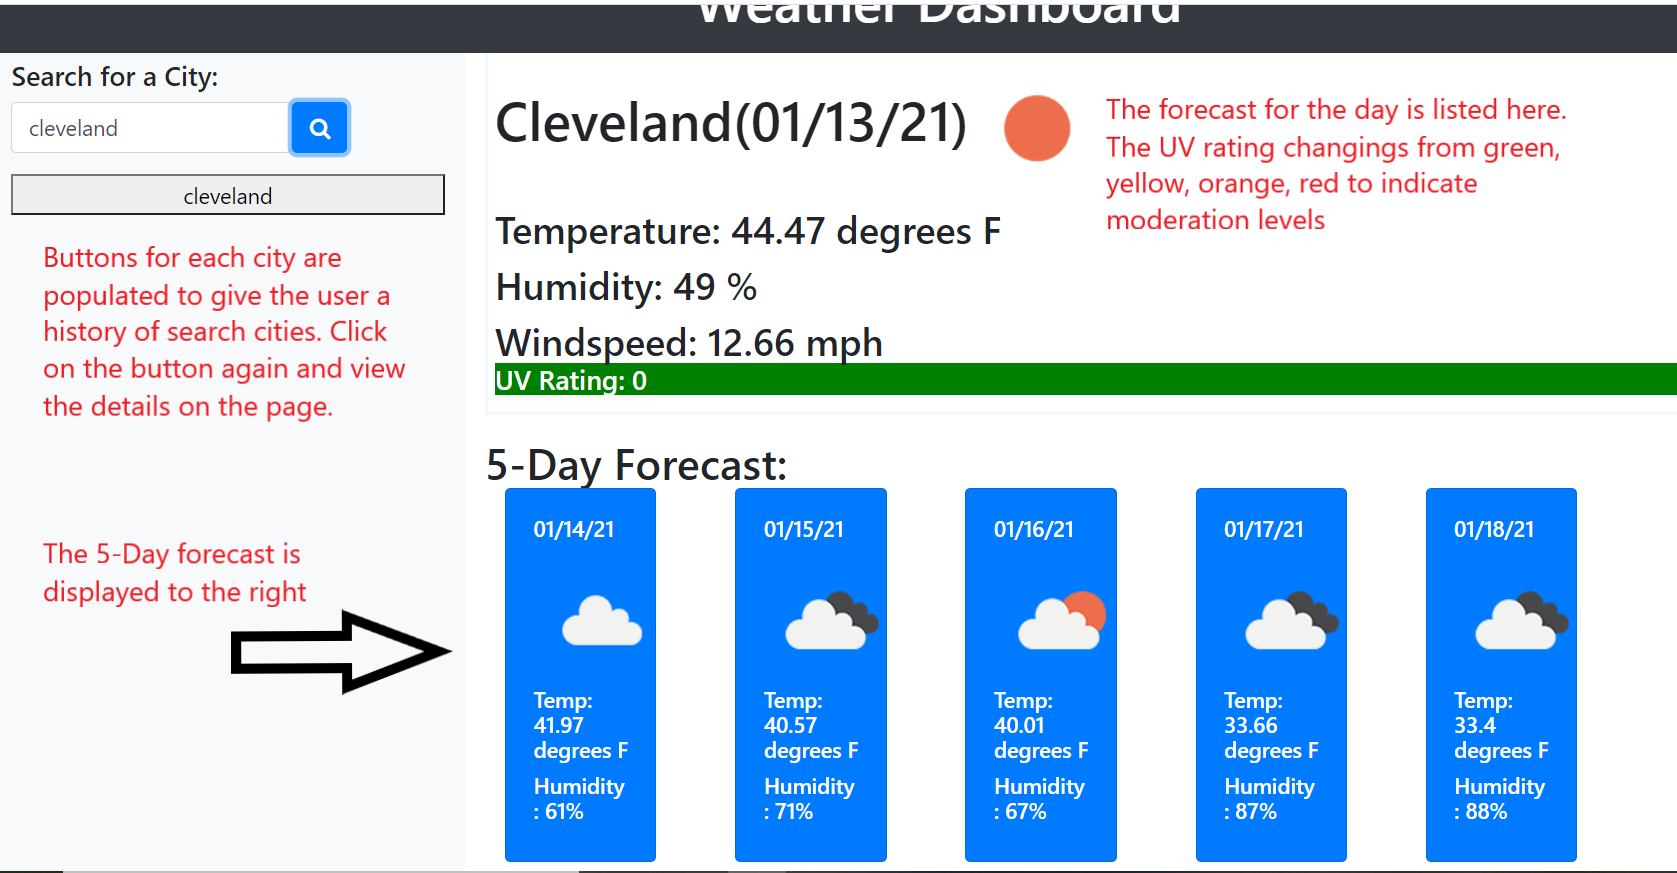 Weather Dashboard
Search for a City:
cleveland
cleveland
Buttons for each city are
populated to give the user a
history of search cities. Click
on the button again and view
the details on the page.
The 5-Day forecast is
displayed to the right
Cleveland(01/13/21)
The forecast for the day is listed here.
The UV rating changings from green,
yellow, orange, red to indicate
moderation levels
Temperature: 44.47 degrees F
Humidity: 49 %
Windspeed: 12.66 mph
UV Rating: 0
5-Day Forecast:
01/14/21
Temp:
41.97
degrees F
Humidity
: 61%
01/15/21
Temp:
40.57
degrees F
Humidity
: 71%
01/16/21
Temp:
40.01
degrees F
Humidity
: 67%
01/17/21
Temp:
33.66
degrees F
Humidity
: 87%
01/18/21
Temp:
33.4
degrees F
Humidity
: 88%